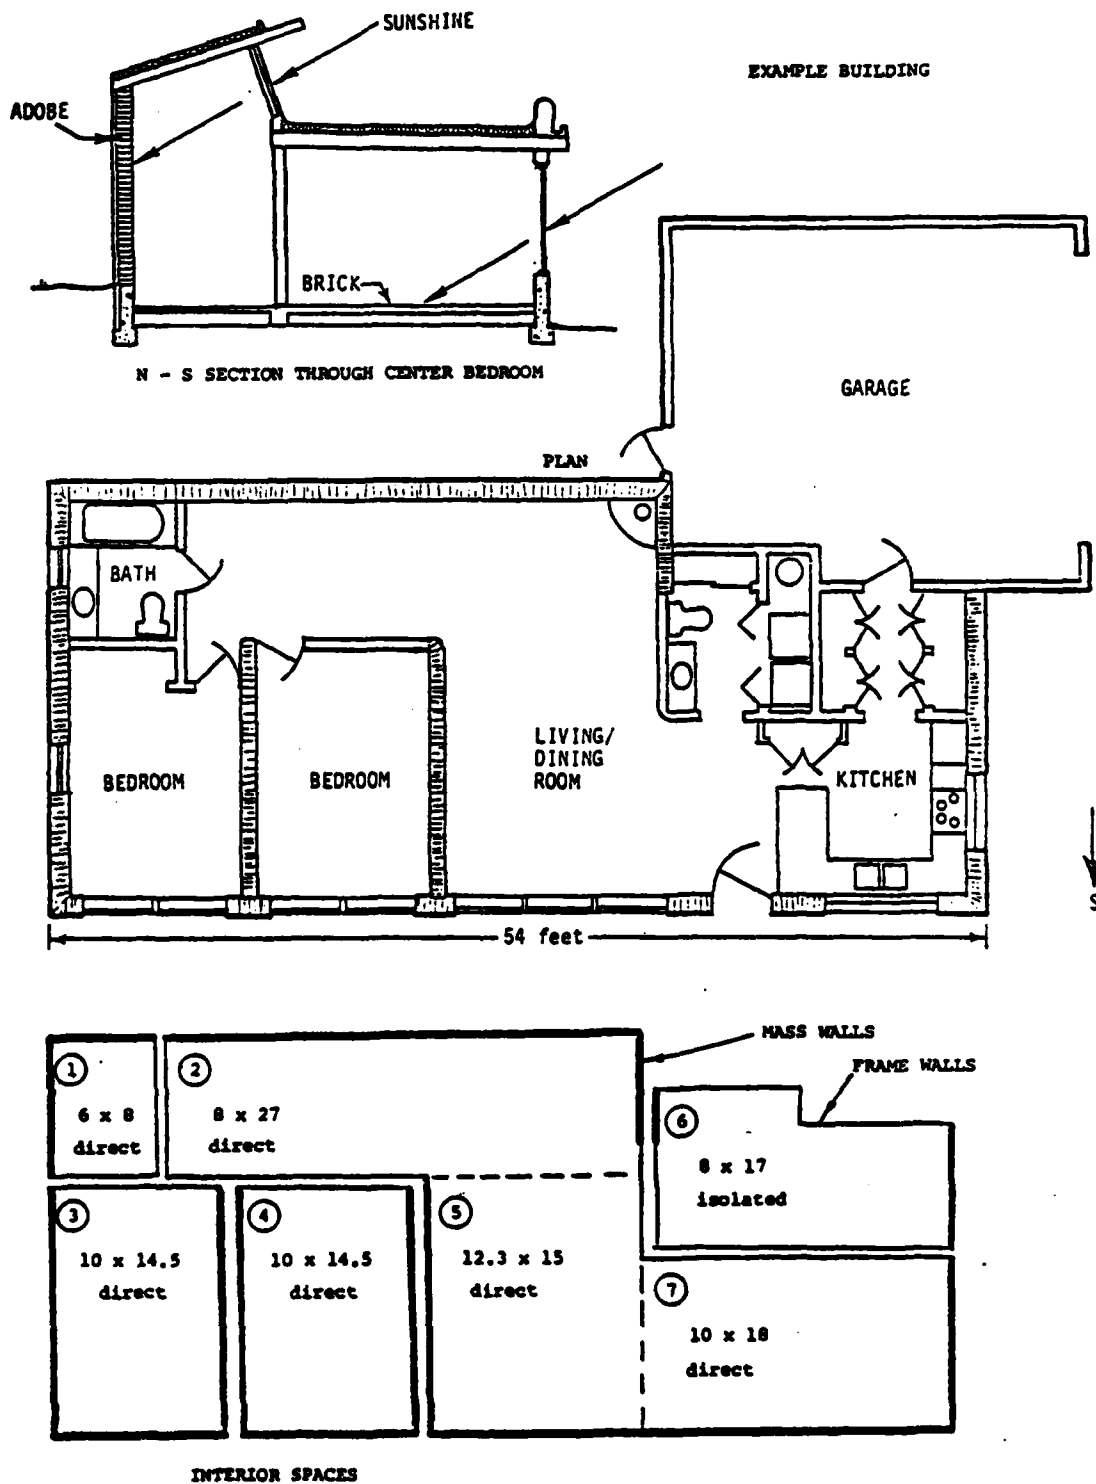 SUNSHINE
EXAMPLE BUILDING
ADOBE
BRICK
N - S SECTION THROUGH CENTER BEDROOM
GARAGE
PLAN
BATH
LIVING/
DINING
ROOM
BEDROOM
BEDROOM
KITCHEN
S
54 feet
MASS WALLS
FRAME WALLS
1
6 x 8
direct
2
8 x 27
direct
6
8 x 17
isolated
3
10 x 14.5
direct
4
10 x 14.5
direct
5
12.3 x 15
direct
7
10 x 18
direct
INTERIOR SPACES